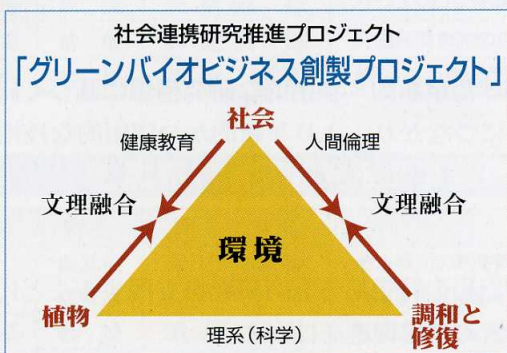 社会連携研究推進プロジェクト
「グリーンバイオビジネス創製プロジェクト」
社会
健康教育
人間倫理
文理融合
文理融合
環境
植物
調和と
修復
理系(科学)